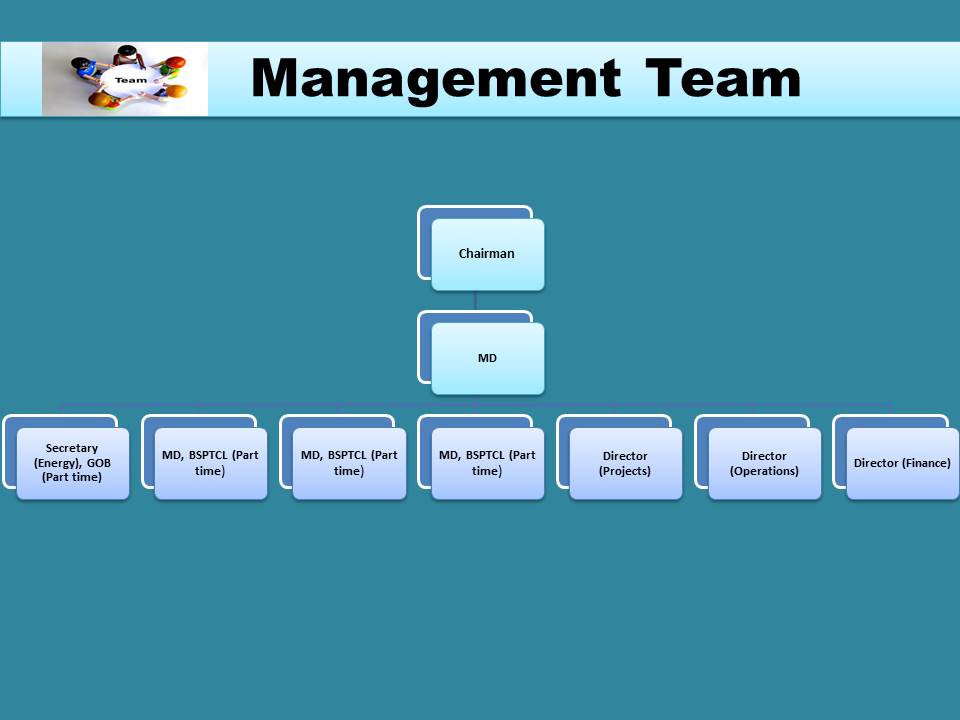 Team
Management Team
Chairman
MD
Secretary
(Energy), GOB
(Part time)
MD, BSPTCL (Part
time)
MD, BSPTCL (Part
time)
MD, BSPTCL (Part
time)
Director
(Projects)
Director
(Operations)
Director (Finance)